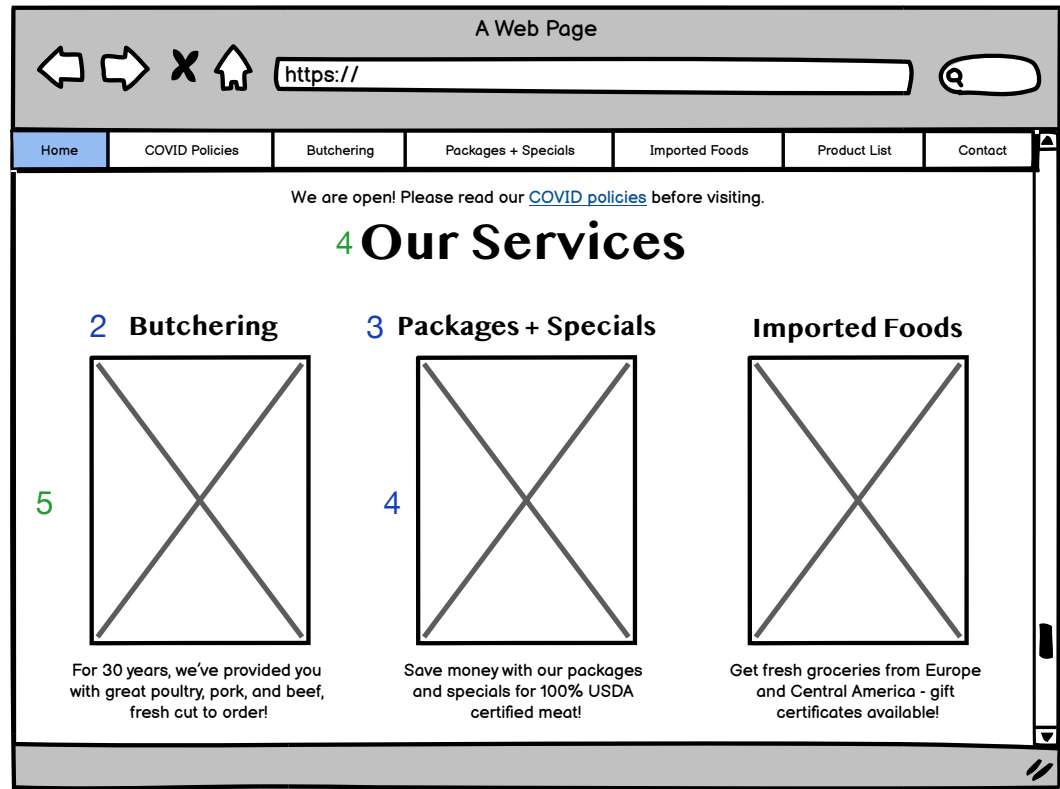 A Web Page
https://
Home COVID Policies Butchering Packages + Specials Imported Foods Product List Contact
We are open! Please read our COVID policies before visiting.
4 Our Services
2 Butchering 3 Packages + Specials Imported Foods
5 4
For 30 years, we've provided you
with great poultry, pork, and beef,
fresh cut to order!
Save money with our packages
and specials for 100% USDA
certified meat!
Get fresh groceries from Europe
and Central America - gift
certificates available!